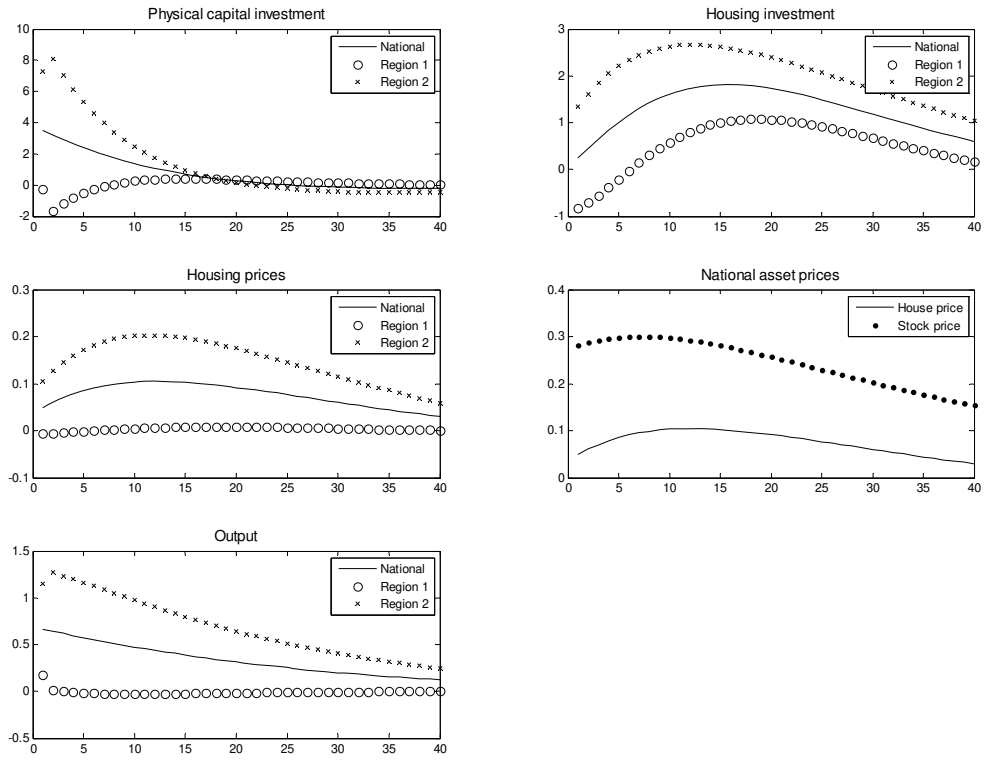 Physical capital investment
10
8
6
4
2
0
-2
0 5 10 15 20 25 30 35 40
National
Region 1
Region 2
Housing investment
3
2
1
0
-1
0 5 10 15 20 25 30 35 40
National
Region 1
Region 2
Housing prices
0.3
0.2
0.1
0
-0.1
0 5 10 15 20 25 30 35 40
National
Region 1
Region 2
National asset prices
0.4
0.3
0.2
0.1
0
0 5 10 15 20 25 30 35 40
House price
Stock price
Output
1.5
1
0.5
0
-0.5
0 5 10 15 20 25 30 35 40
National
Region 1
Region 2